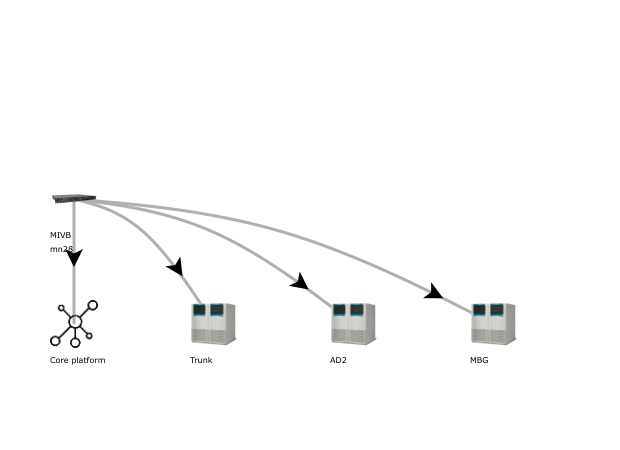 MIVB
mn28
Core platform
Trunk
AD2
MBG